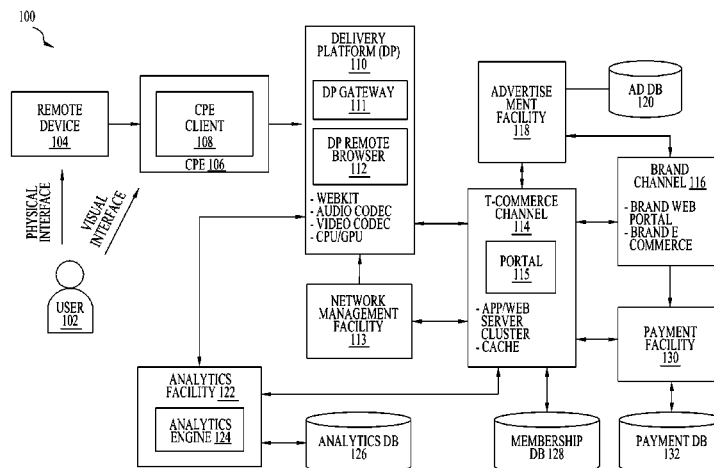 100
REMOTE
DEVICE
104
CPE
CLIENT
108
CPE 106
PHYSICAL
INTERFACE
VISUAL
INTERFACE
USER
102
DELIVERY
PLATFORM (DP)
110
DP GATEWAY
111
DP REMOTE
BROWSER
112
- WEBKIT
- AUDIO CODEC
- VIDEO CODEC
- CPU/GPU
NETWORK
MANAGEMENT
FACILITY
113
ADVERTISE
MENT
FACILITY
118
AD DB
120
T-COMMERCE
CHANNEL
114
PORTAL
115
- APP/WEB
SERVER
CLUSTER
- CACHE
BRAND
CHANNEL 116
- BRAND WEB
PORTAL
- BRAND E
COMMERCE
PAYMENT
FACILITY
130
ANALYTICS
FACILITY 122
ANALYTICS
ENGINE 124
ANALYTICS DB
126
MEMBERSHIP
DB 128
PAYMENT DB
132